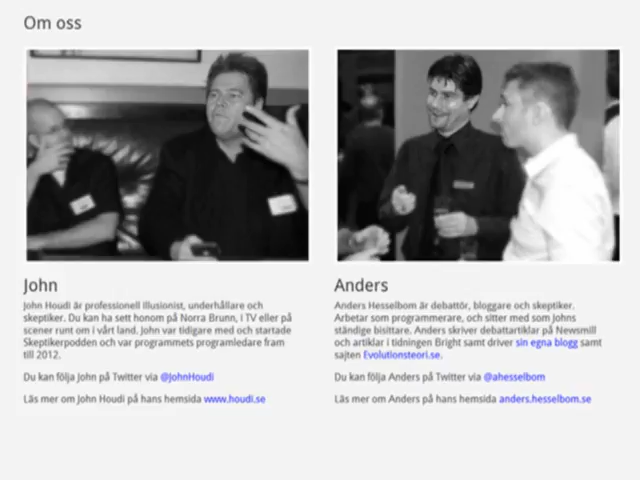 Om oss
John
John Houdi är professionell illusionist, underhållare och
skeptiker. Du kan ha sett honom på Norra Brunn, i TV eller på
scener runt om i vårt land. John var tidigare med och startade
Skeptikerpodden och var programmets programledare fram
till 2012.
Du kan följa John på Twitter via @JohnHoudi
Läs mer om John Houdi på hans hemsida www.houdi.se
Anders
Anders Hesselbom är debattör, bloggare och skeptiker.
Arbetar som programmerare, och sitter med som Johns
ständige bisittare. Anders skriver debattartiklar på Newsmill
och artiklar i tidningen Bright samt driver sin egna blogg samt
sajten Evolutionsteori.se.
Du kan följa Anders på Twitter via @ahesselbom
Läs mer om Anders på hans hemsida anders.hesselbom.se